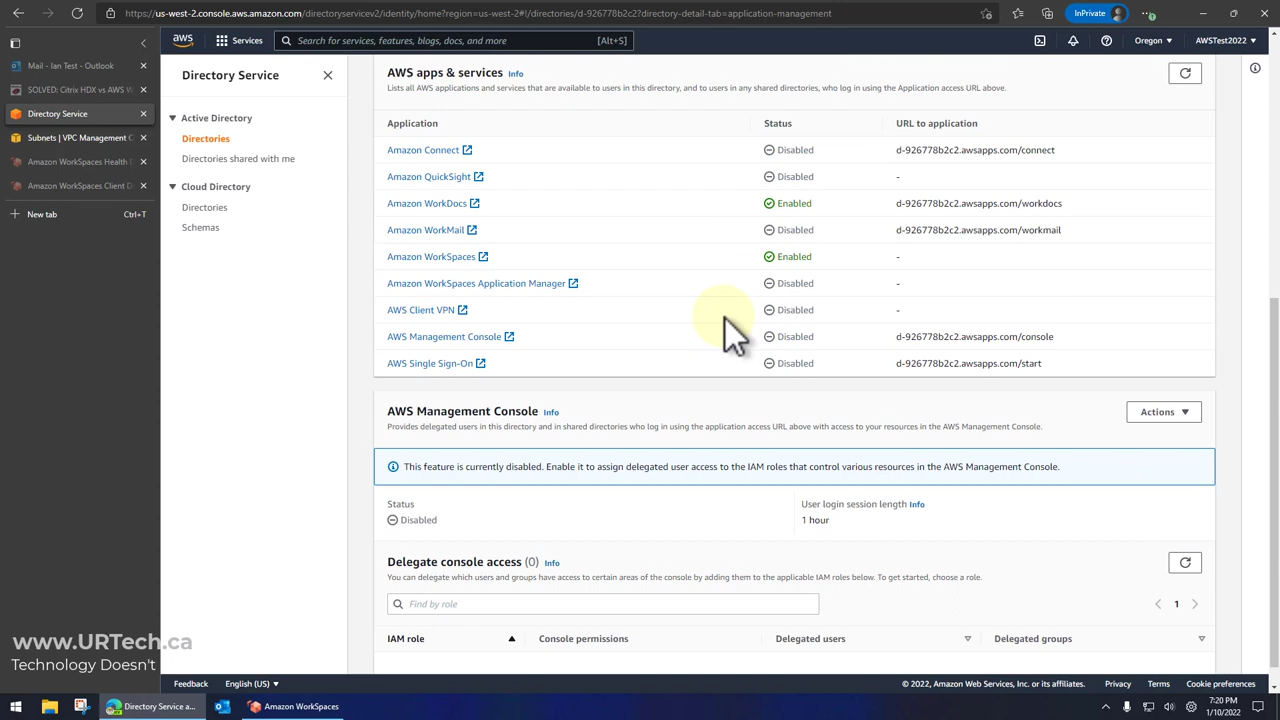 https://us-west-2.console.aws.amazon.com/directoryservicev2/home?region=us-west-2#!/directories/d-926778b2c2?directory-detail-tab=application-management
InPrivate
aws
Services
Search for services, features, blogs, docs, and more
[Alt+S]
Oregon
AWSTest2022
Mail - Ian Test - Outlook
SOLVED: Citrix HDX vs AWS W
Directory Service
Subnets | VPC Management C
Amazon WorkSpaces Health
Amazon WorkSpaces Client D
New tab
Ctrl+T
Directory Service
Active Directory
Directories
Directories shared with me
Cloud Directory
Directories
Schemas
AWS apps & services Info
Lists all AWS applications and services that are available to users in this directory, and to users in any shared directories, who log in using the Application access URL above.
Application Status URL to application
Amazon Connect Disabled d-926778b2c2.awsapps.com/connect
Amazon QuickSight Disabled -
Amazon WorkDocs Enabled d-926778b2c2.awsapps.com/workdocs
Amazon WorkMail Disabled d-926778b2c2.awsapps.com/workmail
Amazon WorkSpaces Enabled -
Amazon WorkSpaces Application Manager Disabled -
AWS Client VPN Disabled -
AWS Management Console Disabled d-926778b2c2.awsapps.com/console
AWS Single Sign-On Disabled d-926778b2c2.awsapps.com/start
AWS Management Console Info
Actions
Provides delegated users in this directory and in shared directories who log in using the application access URL above with access to your resources in the AWS Management Console.
This feature is currently disabled. Enable it to assign delegated user access to the IAM roles that control various resources in the AWS Management Console.
Status User login session length Info
Disabled 1 hour
Delegate console access (0) Info
You can delegate which users and groups have access to certain areas of the console by adding them to the applicable IAM roles below. To get started, choose a role.
Find by role
1
IAM role Console permissions Delegated users Delegated groups
www.URTech.ca
Technology Doesn't
Feedback English (US)
© 2022, Amazon Web Services, Inc. or its affiliates. Privacy Terms Cookie preferences
Directory Service a...
Amazon WorkSpaces
7:20 PM
1/10/2022